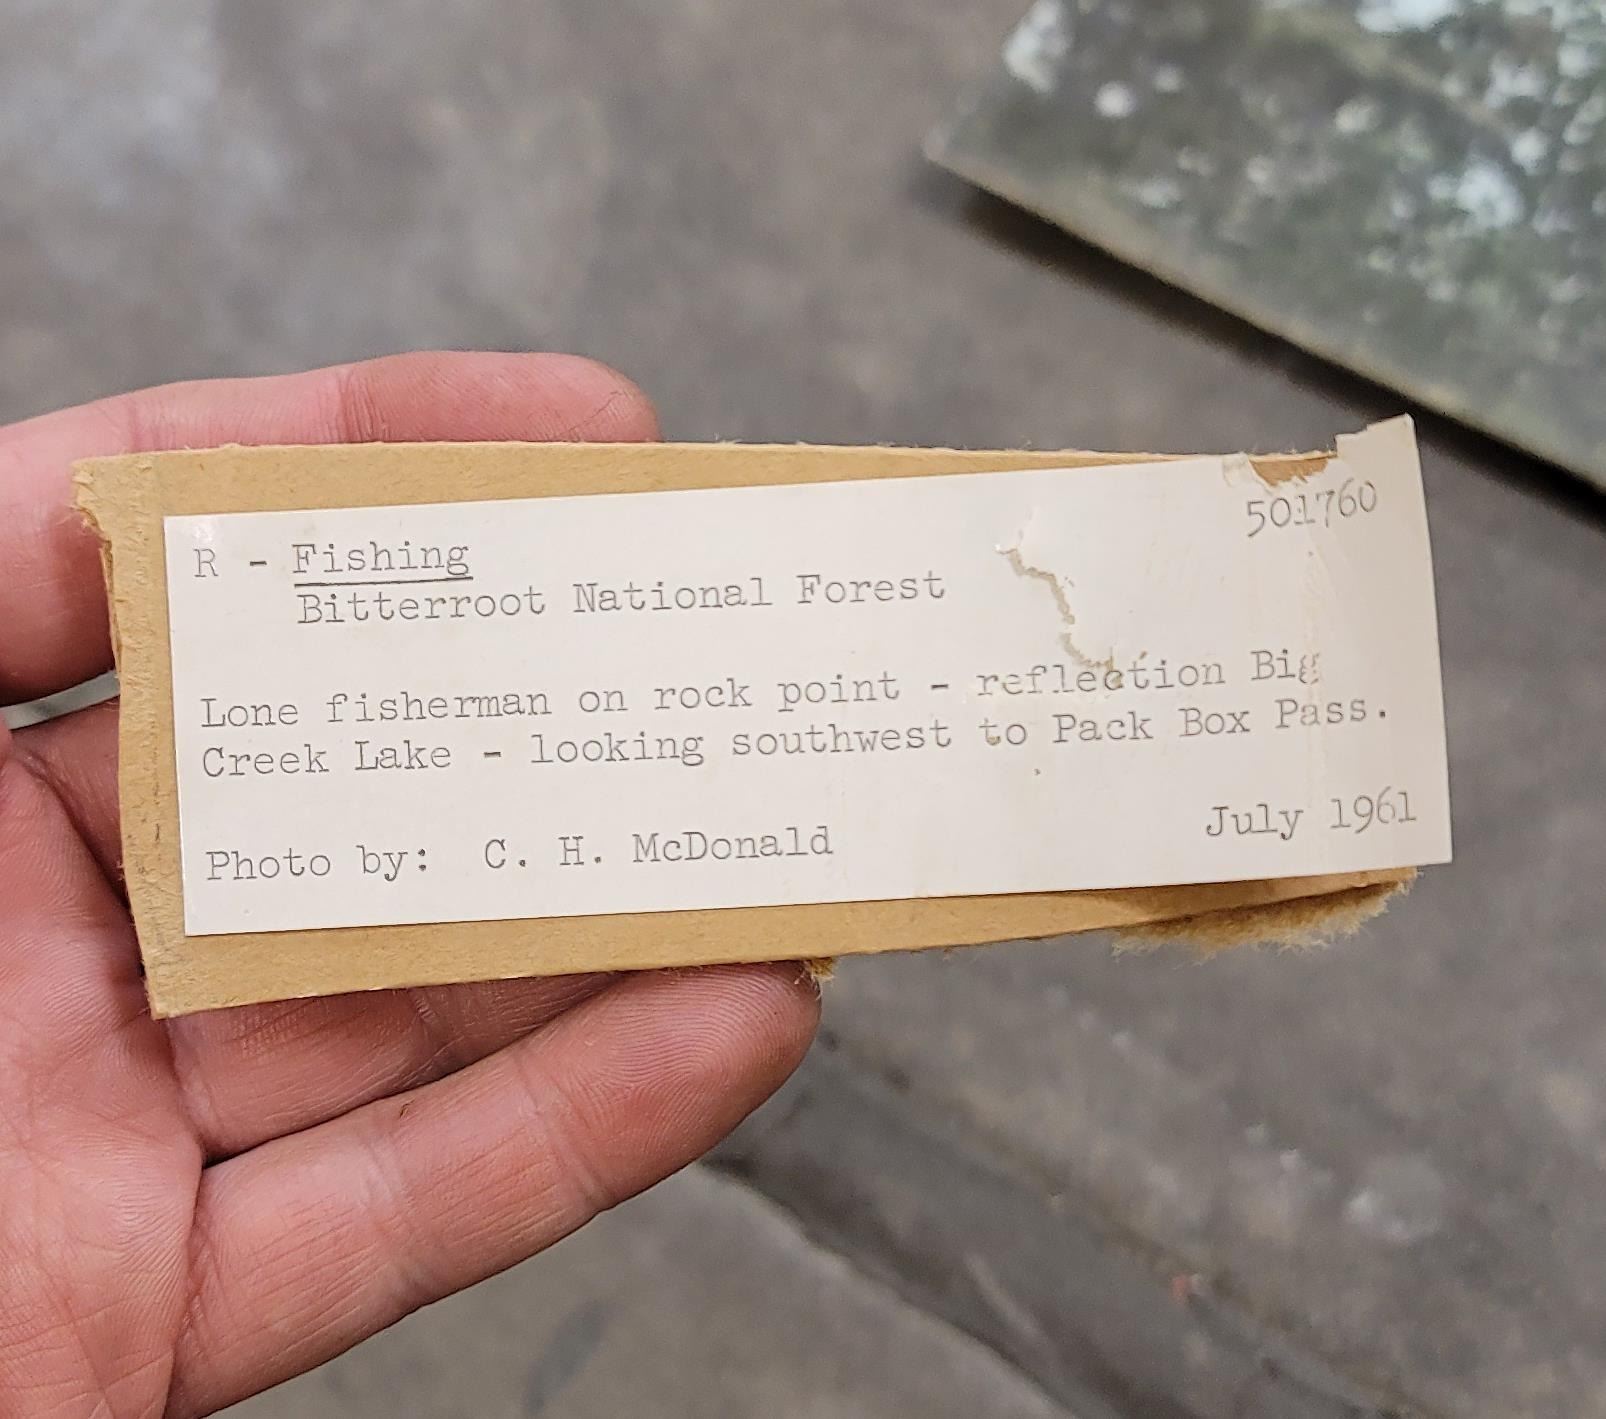 501760
R - Fishing
Bitterroot National Forest
Lone fisherman on rock point - reflection Big
Creek Lake - looking southwest to Pack Box Pass.
Photo by: C. H. McDonald July 1961